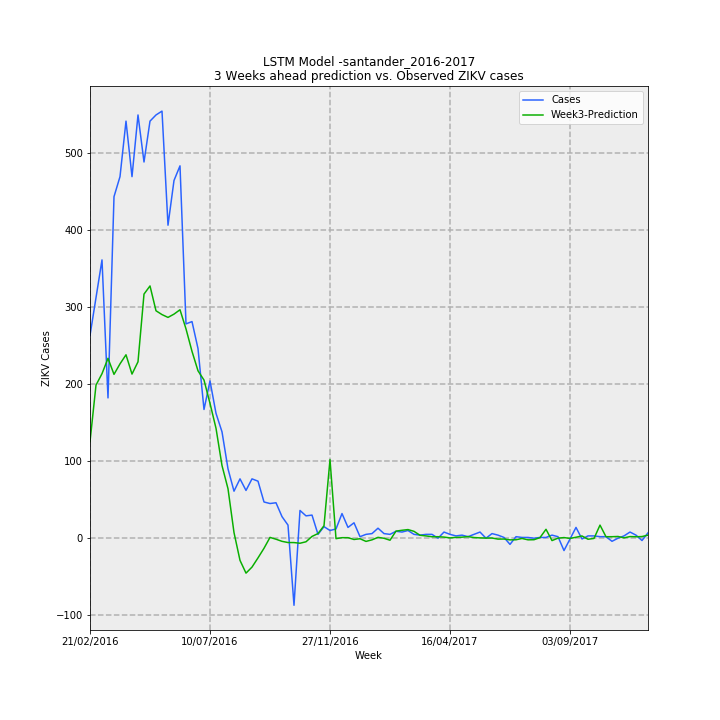 LSTM Model -santander_2016-2017
3 Weeks ahead prediction vs. Observed ZIKV cases
Cases
Week3-Prediction
ZIKV Cases
500
400
300
200
100
0
−100
21/02/2016
10/07/2016
27/11/2016
16/04/2017
03/09/2017
Week